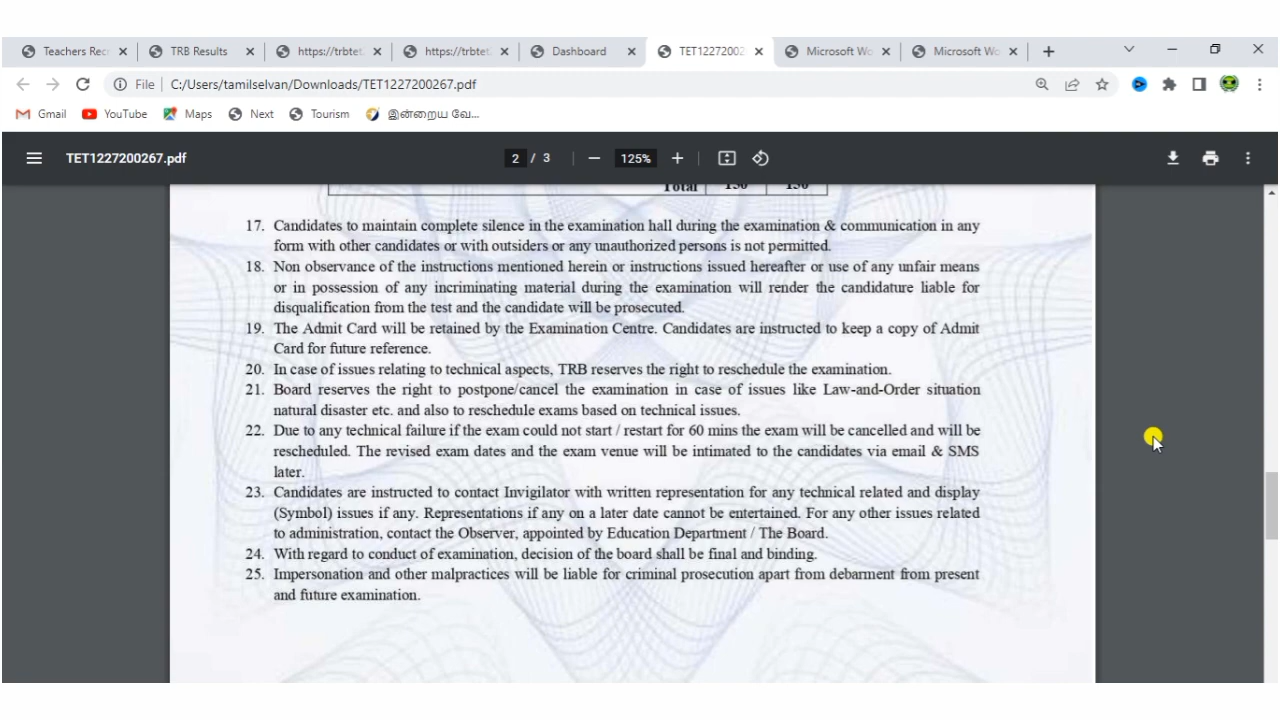 Teachers Rec
TRB Results
https://trbtet.
https://trbtet
Dashboard
TET12272002
Microsoft Wo
Microsoft Wo
File
C:/Users/tamilselvan/Downloads/TET1227200267.pdf
Gmail
YouTube
Maps
Next
Tourism
இன்றைய வே...
TET1227200267.pdf
2 / 3
125%
Total 150 150
17. Candidates to maintain complete silence in the examination hall during the examination & communication in any
form with other candidates or with outsiders or any unauthorized persons is not permitted.
18. Non observance of the instructions mentioned herein or instructions issued hereafter or use of any unfair means
or in possession of any incriminating material during the examination will render the candidature liable for
disqualification from the test and the candidate will be prosecuted.
19. The Admit Card will be retained by the Examination Centre. Candidates are instructed to keep a copy of Admit
Card for future reference.
20. In case of issues relating to technical aspects, TRB reserves the right to reschedule the examination.
21. Board reserves the right to postpone/cancel the examination in case of issues like Law-and-Order situation
natural disaster etc. and also to reschedule exams based on technical issues.
22. Due to any technical failure if the exam could not start / restart for 60 mins the exam will be cancelled and will be
rescheduled. The revised exam dates and the exam venue will be intimated to the candidates via email & SMS
later.
23. Candidates are instructed to contact Invigilator with written representation for any technical related and display
(Symbol) issues if any. Representations if any on a later date cannot be entertained. For any other issues related
to administration, contact the Observer, appointed by Education Department / The Board.
24. With regard to conduct of examination, decision of the board shall be final and binding.
25. Impersonation and other malpractices will be liable for criminal prosecution apart from debarment from present
and future examination.